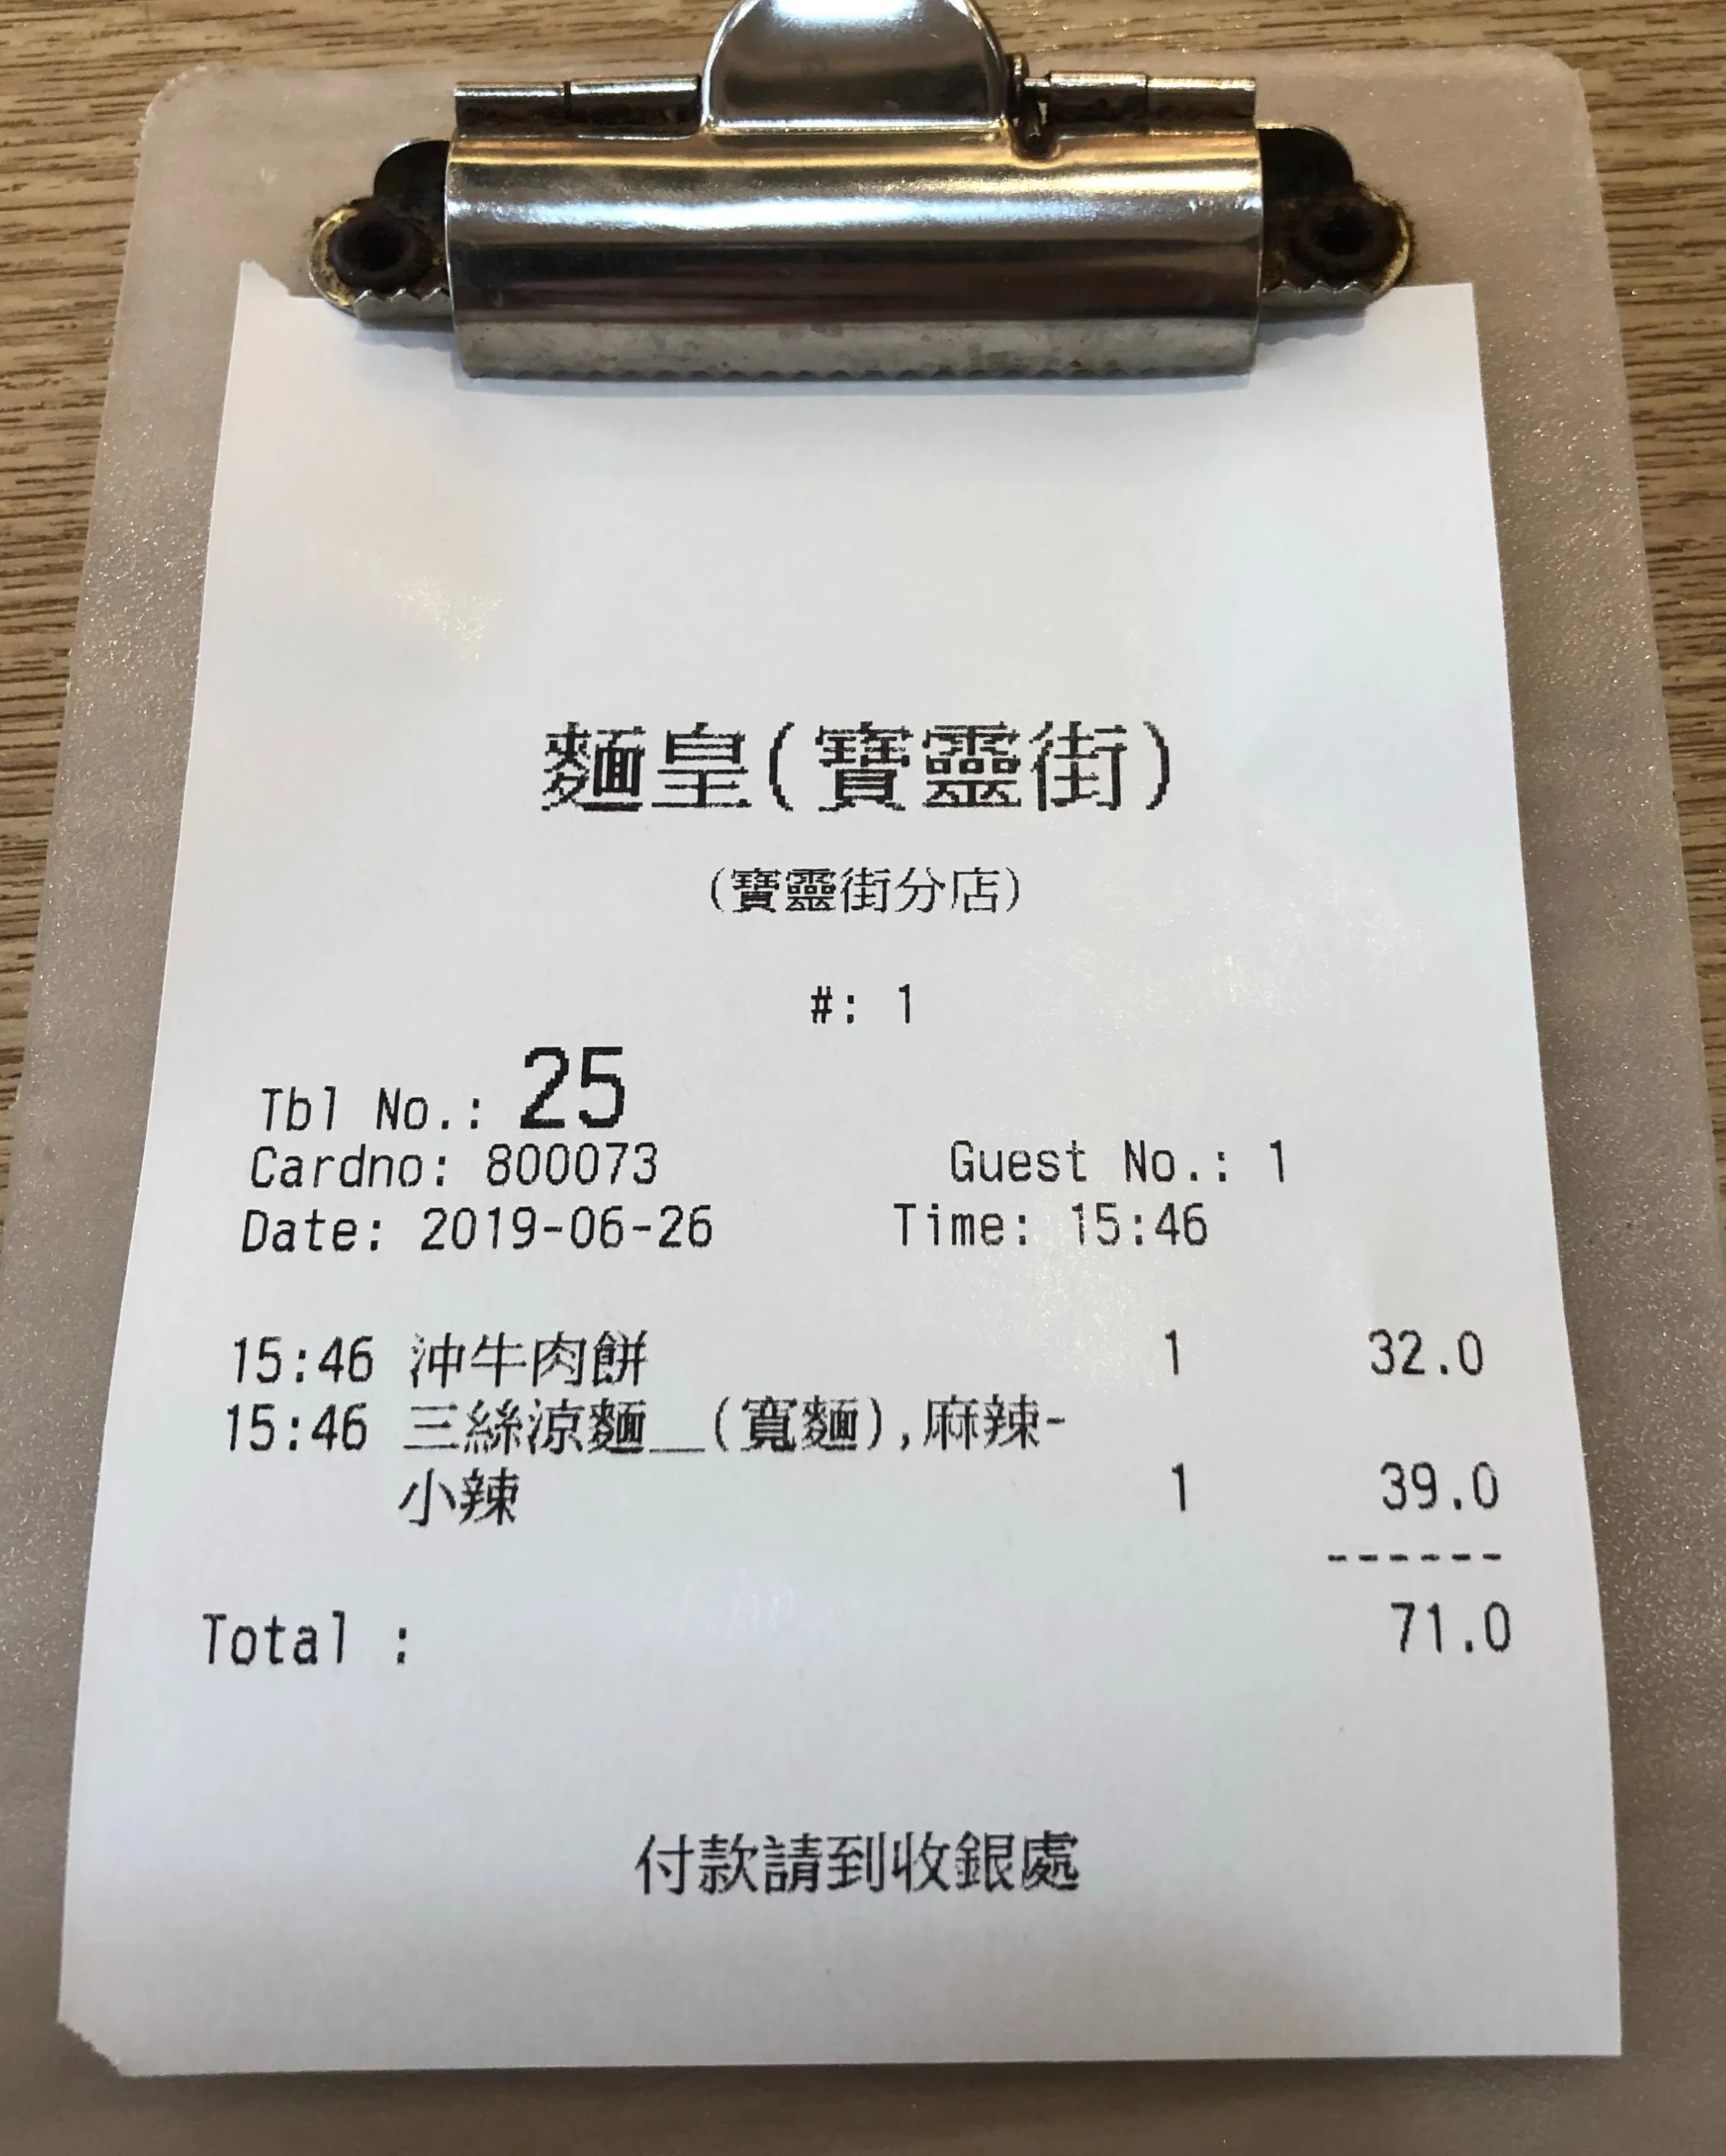 麵皇(寶靈街)
(寶靈街分店)
#: 1
Tbl No.: 25
Cardno: 800073 Guest No.: 1
Date: 2019-06-26 Time: 15:46
15:46 沖牛肉餅 1 32.0
15:46 三絲涼麵__(寬麵),麻辣-
小辣 1 39.0
------
Total : 71.0
付款請到收銀處